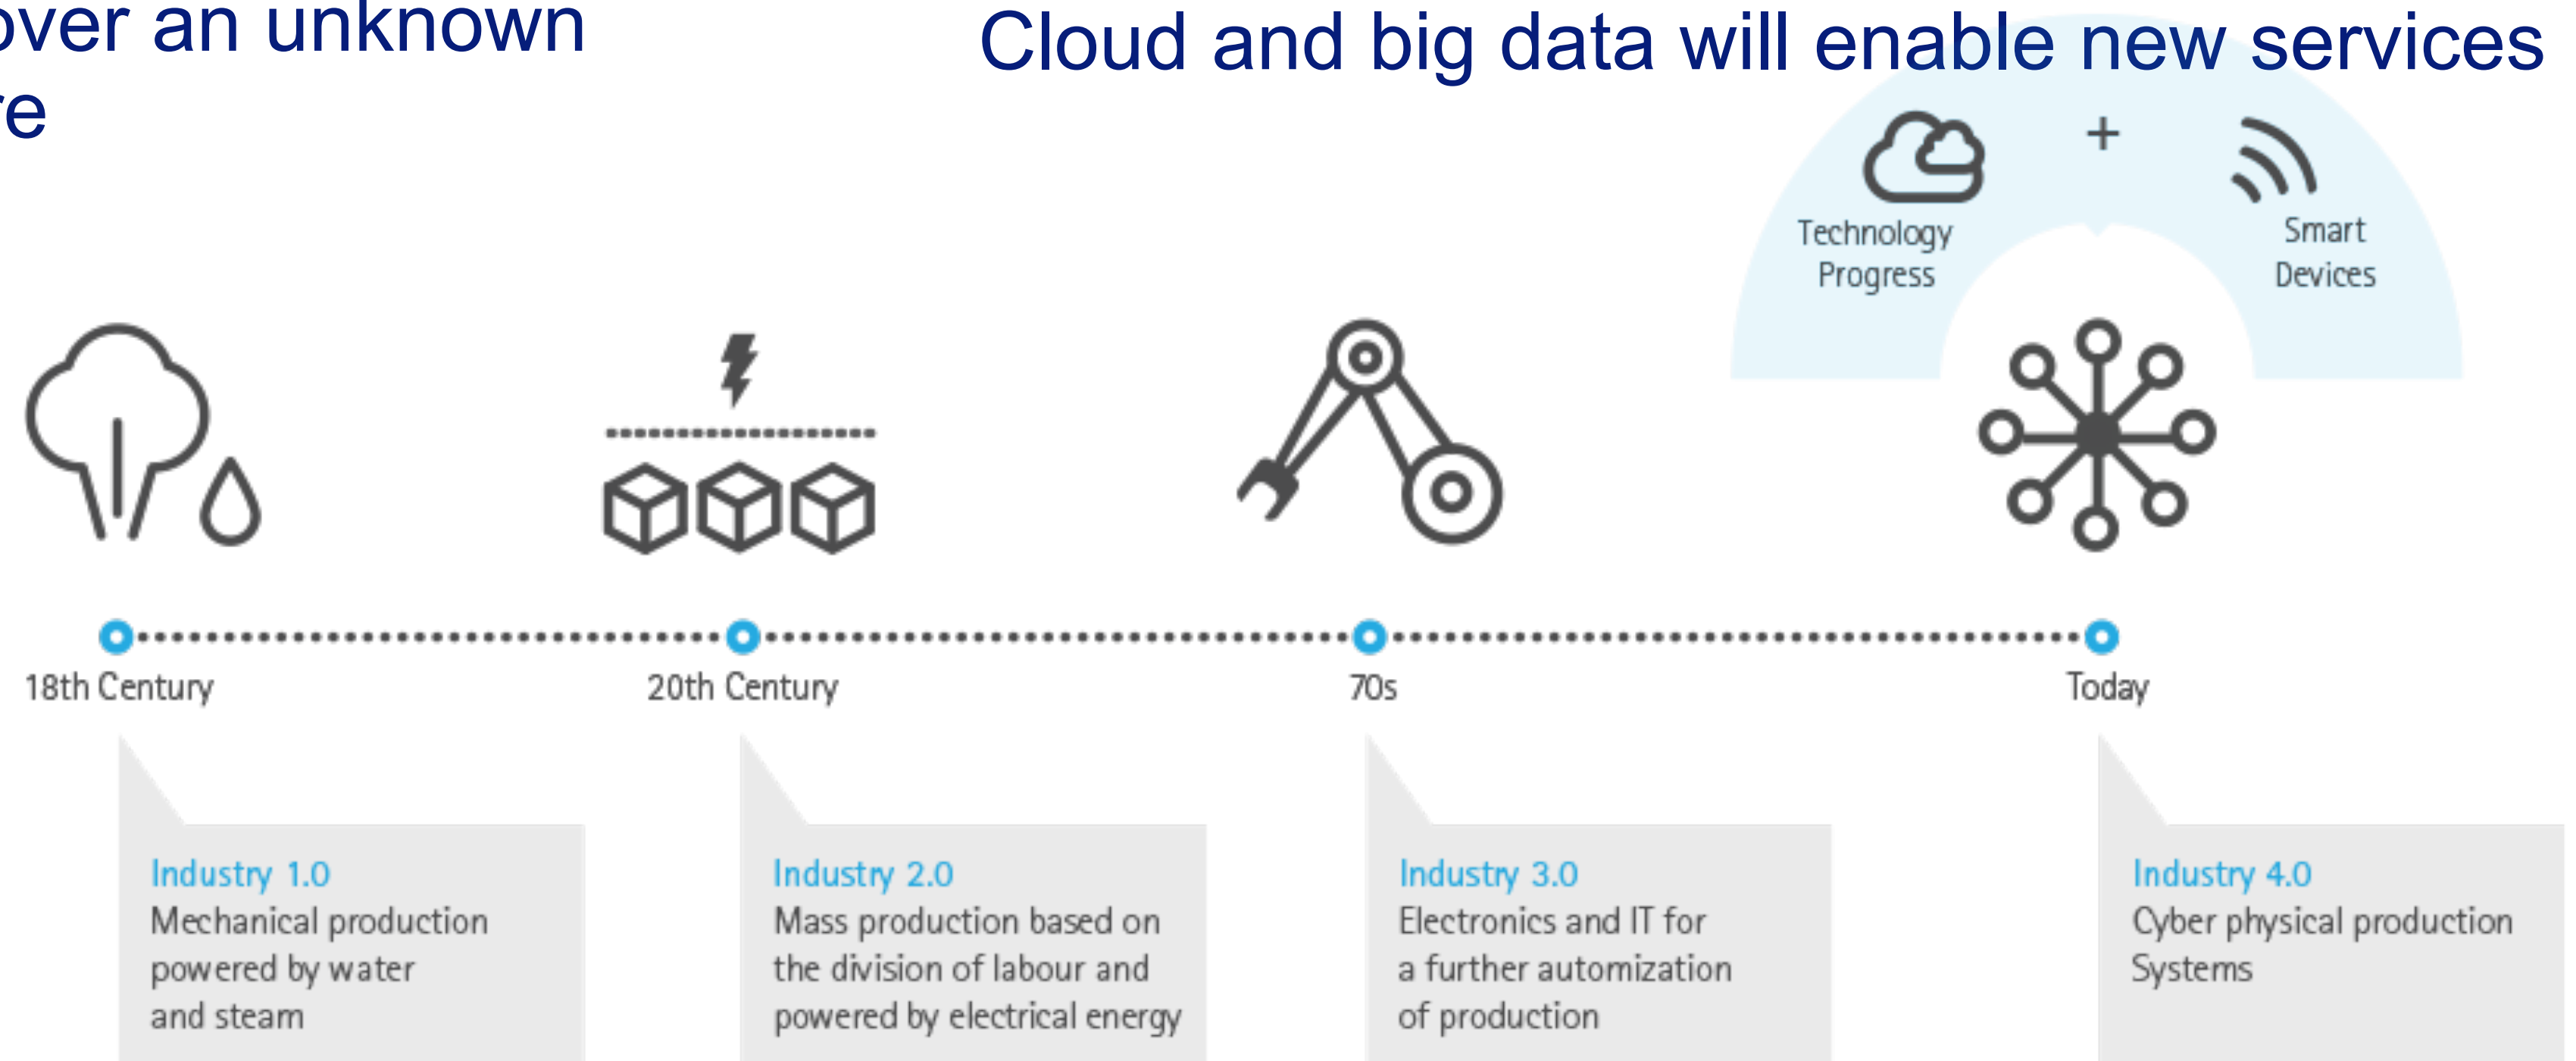 over an unknown
re
Cloud and big data will enable new services
+
Technology
Progress
Smart
Devices
18th Century
20th Century
70s
Today
Industry 1.0
Mechanical production
powered by water
and steam
Industry 2.0
Mass production based on
the division of labour and
powered by electrical energy
Industry 3.0
Electronics and IT for
a further automization
of production
Industry 4.0
Cyber physical production
Systems